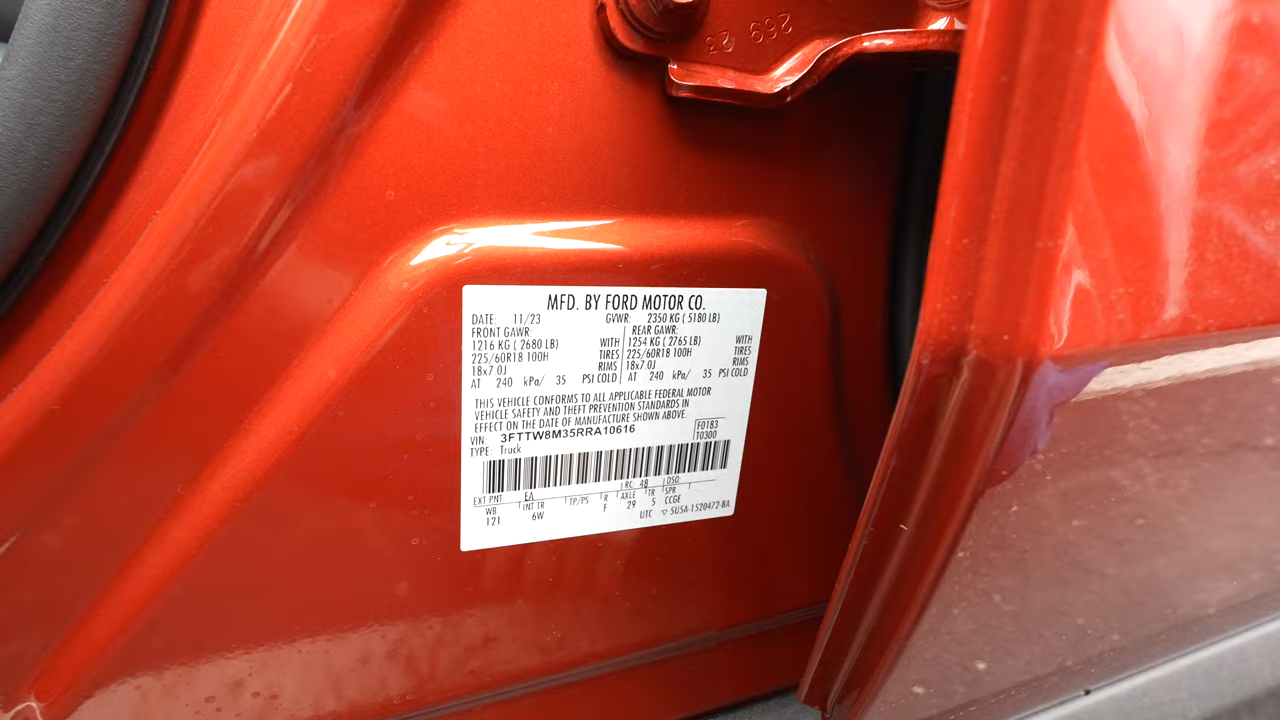 269 23
MFD. BY FORD MOTOR CO.
DATE: 11/23 GVWR: 2350 KG ( 5180 LB)
FRONT GAWR: REAR GAWR:
1216 KG ( 2680 LB) WITH 1254 KG ( 2765 LB) WITH
225/60R18 100H TIRES 225/60R18 100H TIRES
18x7.0J RIMS 18x7.0J RIMS
AT 240 kPa/ 35 PSI COLD AT 240 kPa/ 35 PSI COLD
THIS VEHICLE CONFORMS TO ALL APPLICABLE FEDERAL MOTOR
VEHICLE SAFETY AND THEFT PREVENTION STANDARDS IN
EFFECT ON THE DATE OF MANUFACTURE SHOWN ABOVE.
VIN: 3FTTW8M35RRA10616 F0183
TYPE: Truck T0300
RC: 48 DSO:
EXT PNT EA TP/PS R AXLE TR SPR
WB INT TR F 29 5 CCGE
121 6W UTC ▽ 5U5A-1520472-BA